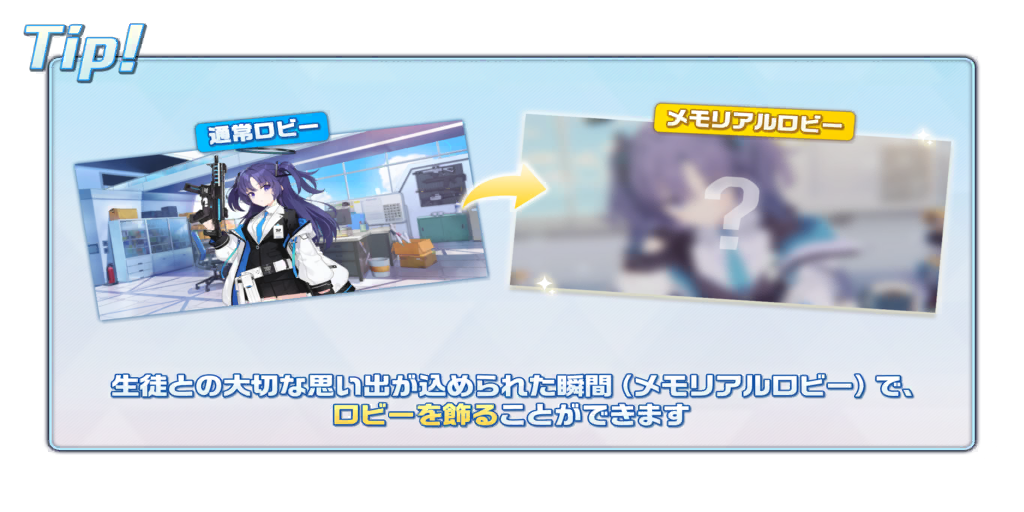 Tip!
通常ロビー
メモリアルロビー
?
生徒との大切な思い出が込められた瞬間（メモリアルロビー）で、
ロビーを飾ることができます